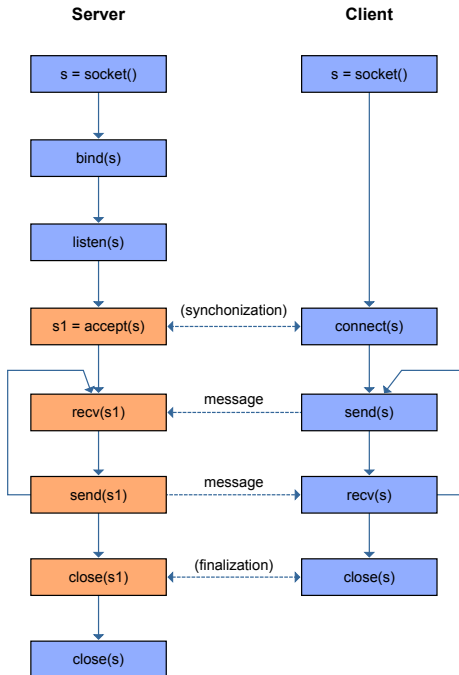 Server
Client
s = socket()
s = socket()
bind(s)
listen(s)
s1 = accept(s)
(synchonization)
connect(s)
recv(s1)
message
send(s)
send(s1)
message
recv(s)
close(s1)
(finalization)
close(s)
close(s)